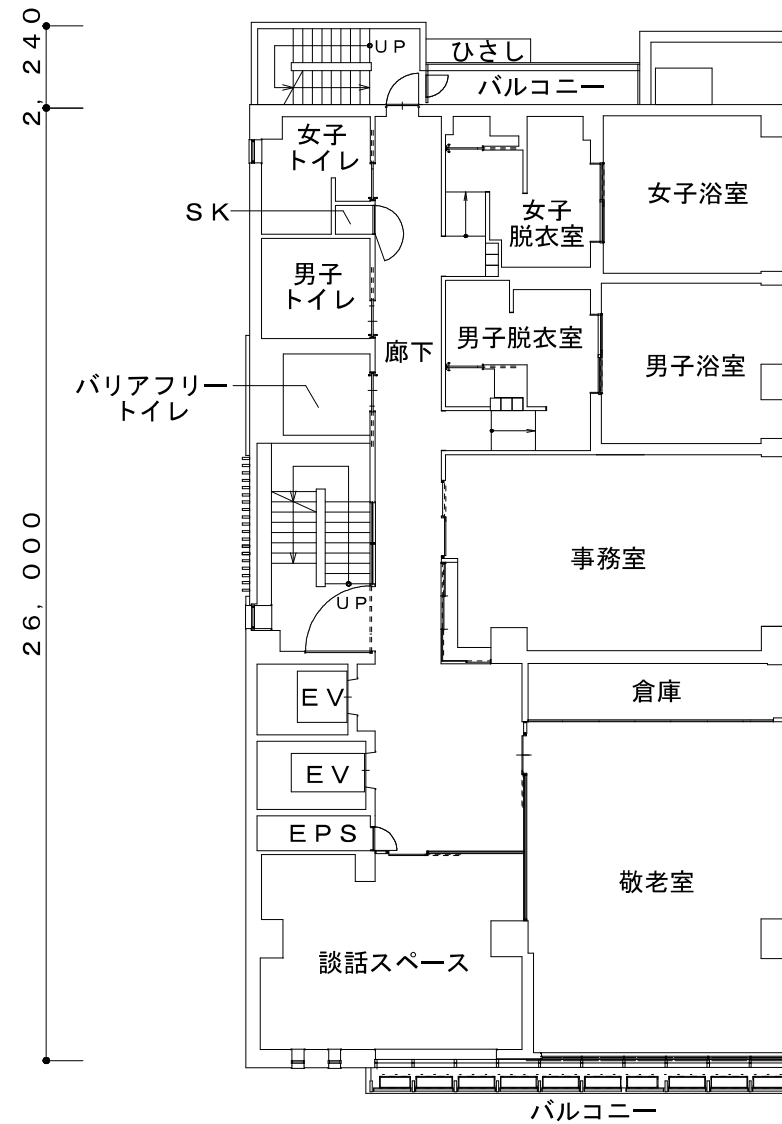 2,240
UP
ひさし
バルコニー
女子
トイレ
SK
女子
脱衣室
女子浴室
男子
トイレ
廊下
男子脱衣室
男子浴室
バリアフリー
トイレ
26,000
事務室
UP
EV
倉庫
EV
EPS
敬老室
談話スペース
バルコニー